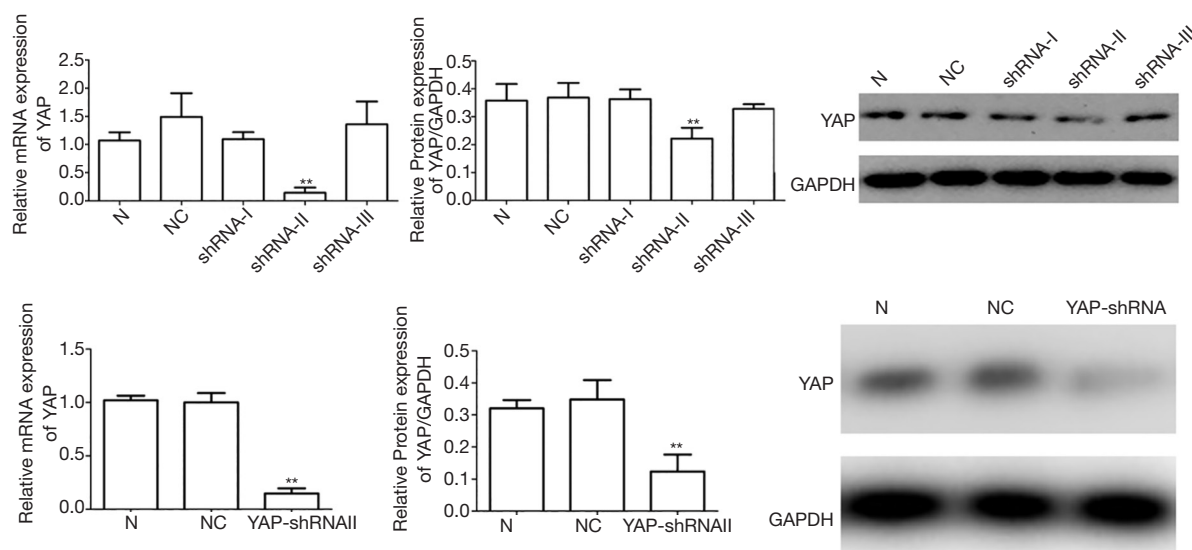 Relative mRNA expression
of YAP
2.5
2.0
1.5
1.0
0.5
0.0
N
NC
shRNA-I
shRNA-II
shRNA-III
**
Relative Protein expression
of YAP/GAPDH
0.5
0.4
0.3
0.2
0.1
0.0
N
NC
shRNA-I
shRNA-II
shRNA-III
**
N
NC
shRNA-I
shRNA-II
shRNA-III
YAP
GAPDH
Relative mRNA expression
of YAP
1.5
1.0
0.5
0.0
**
N NC YAP-shRNAII
Relative Protein expression
of YAP/GAPDH
0.5
0.4
0.3
0.2
0.1
0.0
**
N NC YAP-shRNAII
N NC YAP-shRNA
YAP
GAPDH